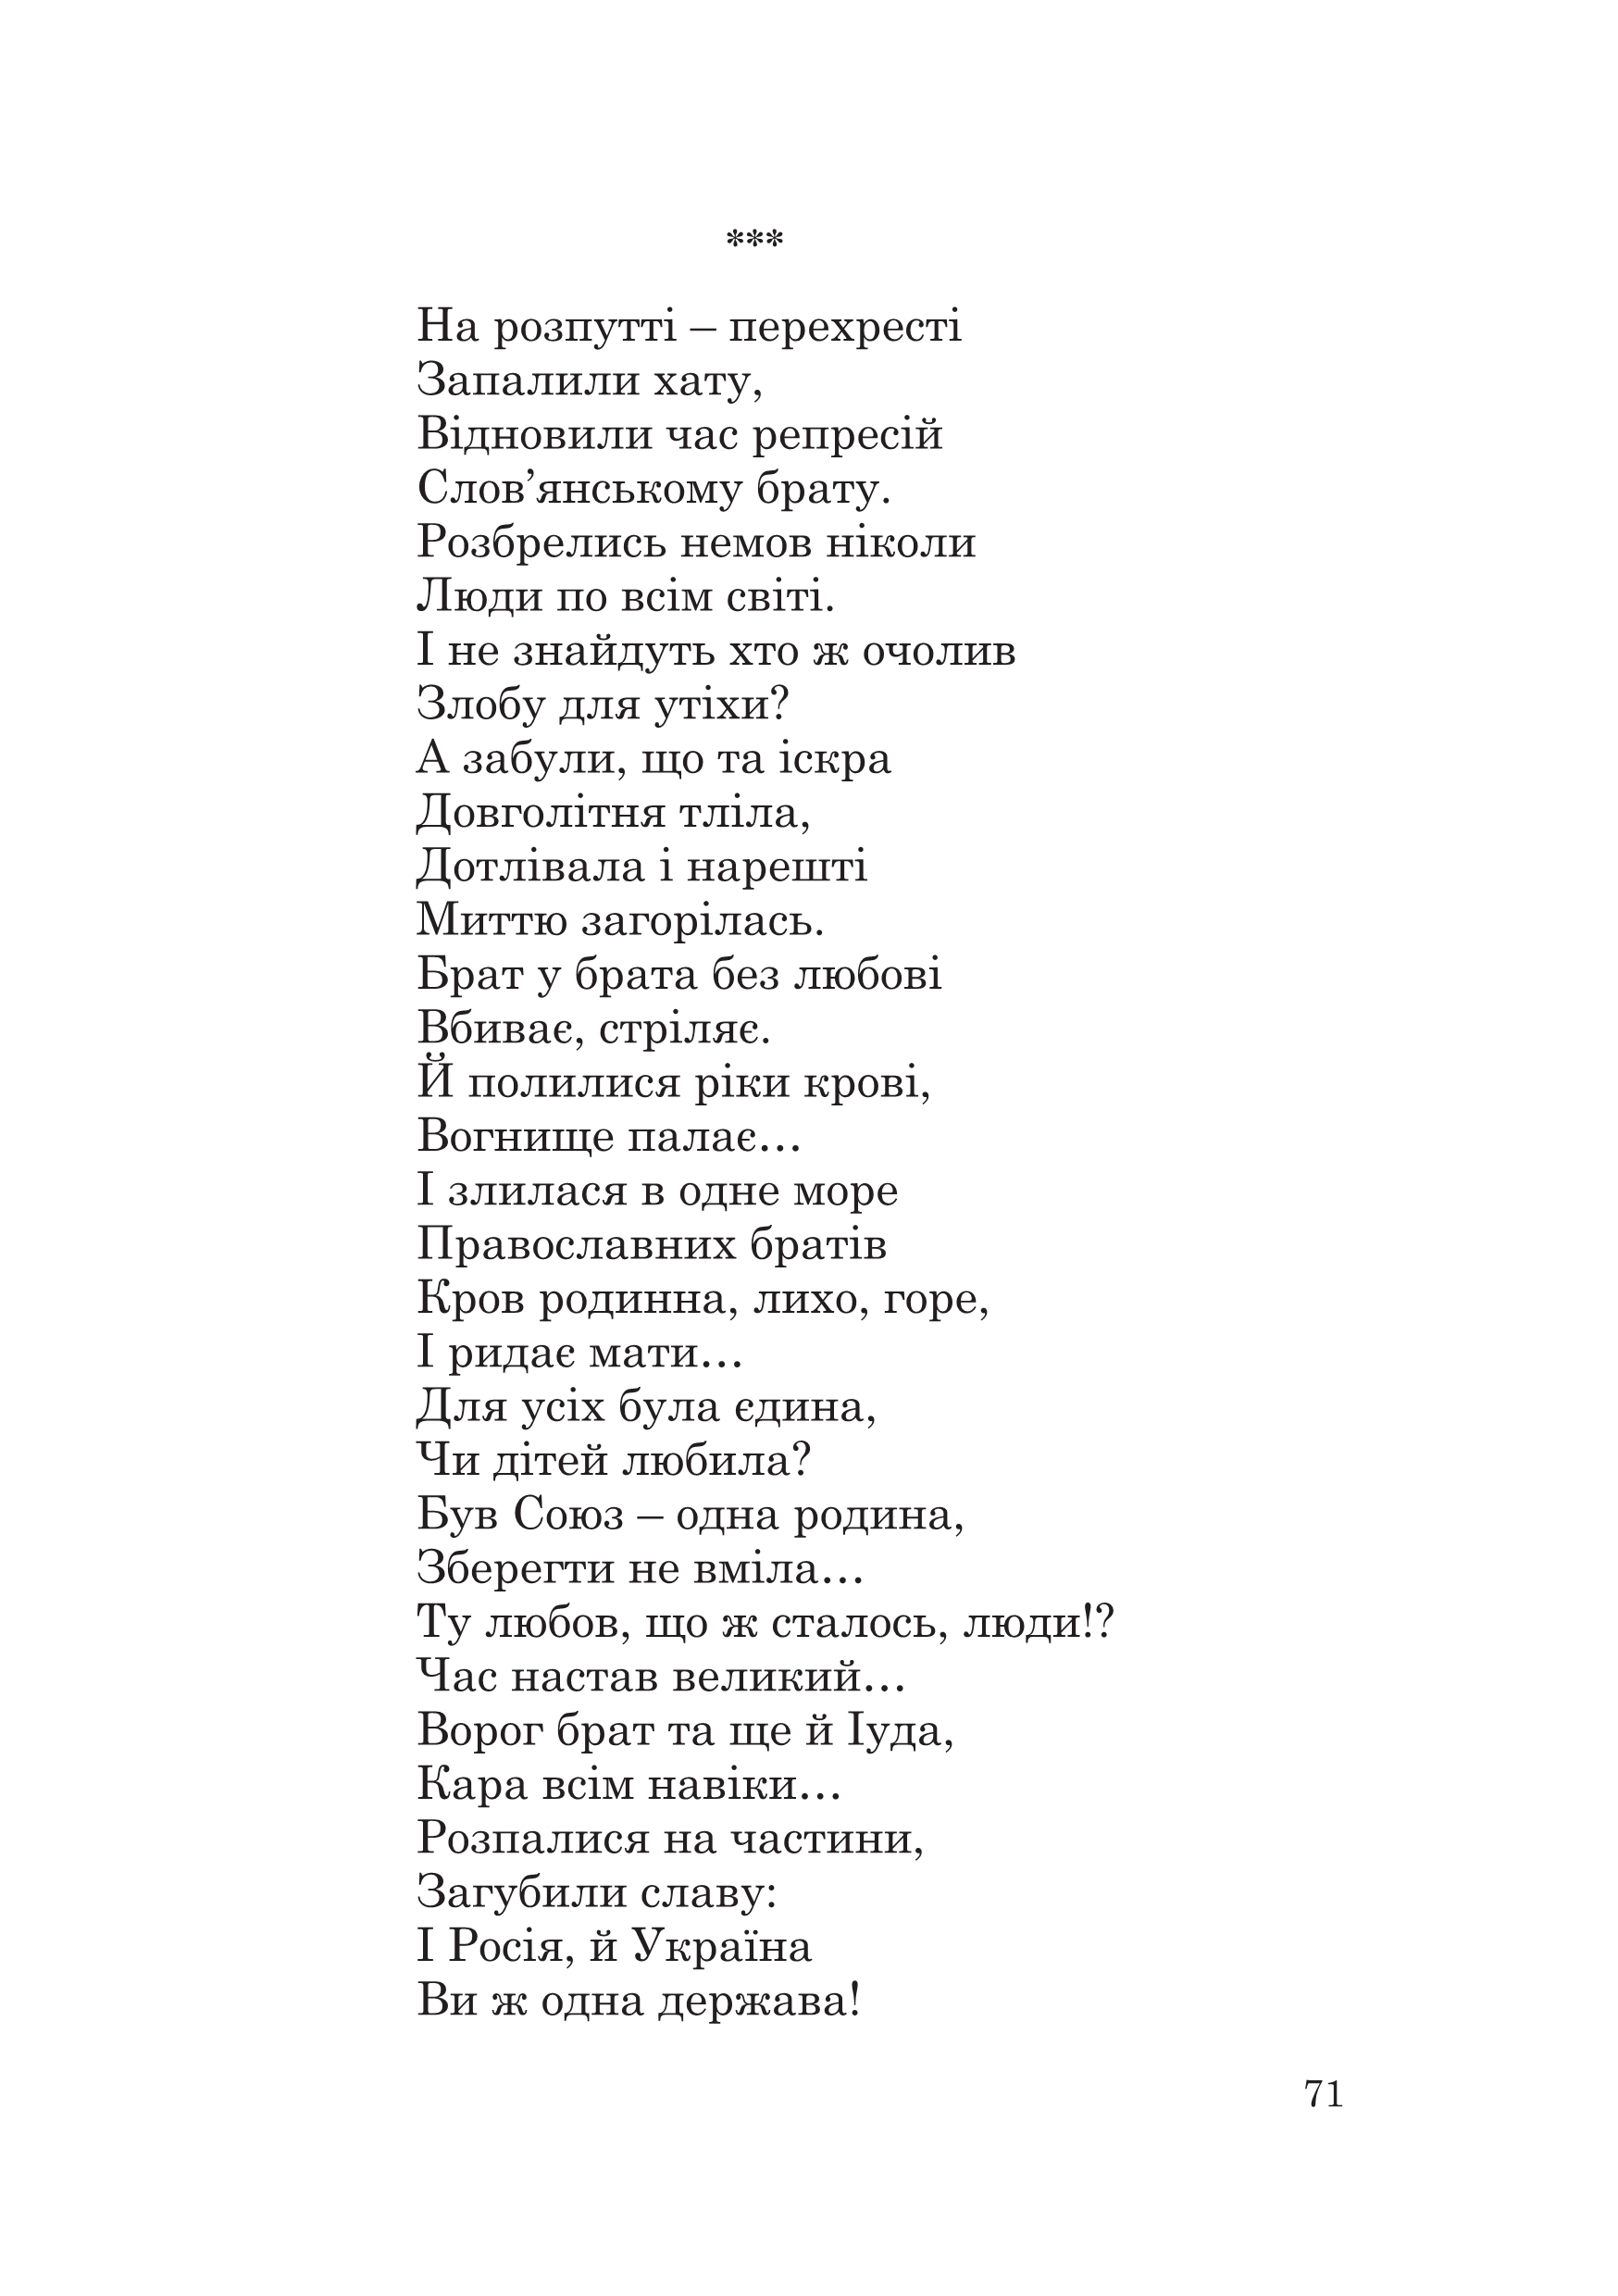 ***
На розпутті – перехресті
Запалили хату,
Відновили час репресій
Слов’янському брату.
Розбрелись немов ніколи
Люди по всім світі.
І не знайдуть хто ж очолив
Злобу для утіхи?
А забули, що та іскра
Довголітня тліла,
Дотлівала і нарешті
Миттю загорілась.
Брат у брата без любові
Вбиває, стріляє.
Й полилися ріки крові,
Вогнище палає...
І злилася в одне море
Православних братів
Кров родинна, лихо, горе,
І ридає мати...
Для усіх була єдина,
Чи дітей любила?
Був Союз – одна родина,
Зберегти не вміла...
Ту любов, що ж сталось, люди!?
Час настав великий...
Ворог брат та ще й Іуда,
Кара всім навіки...
Розпалися на частини,
Загубили славу:
І Росія, й Україна
Ви ж одна держава!
71